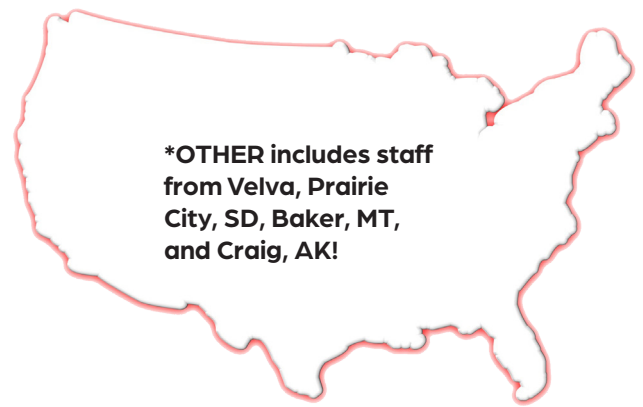 *OTHER includes staff
from Velva, Prairie
City, SD, Baker, MT,
and Craig, AK!